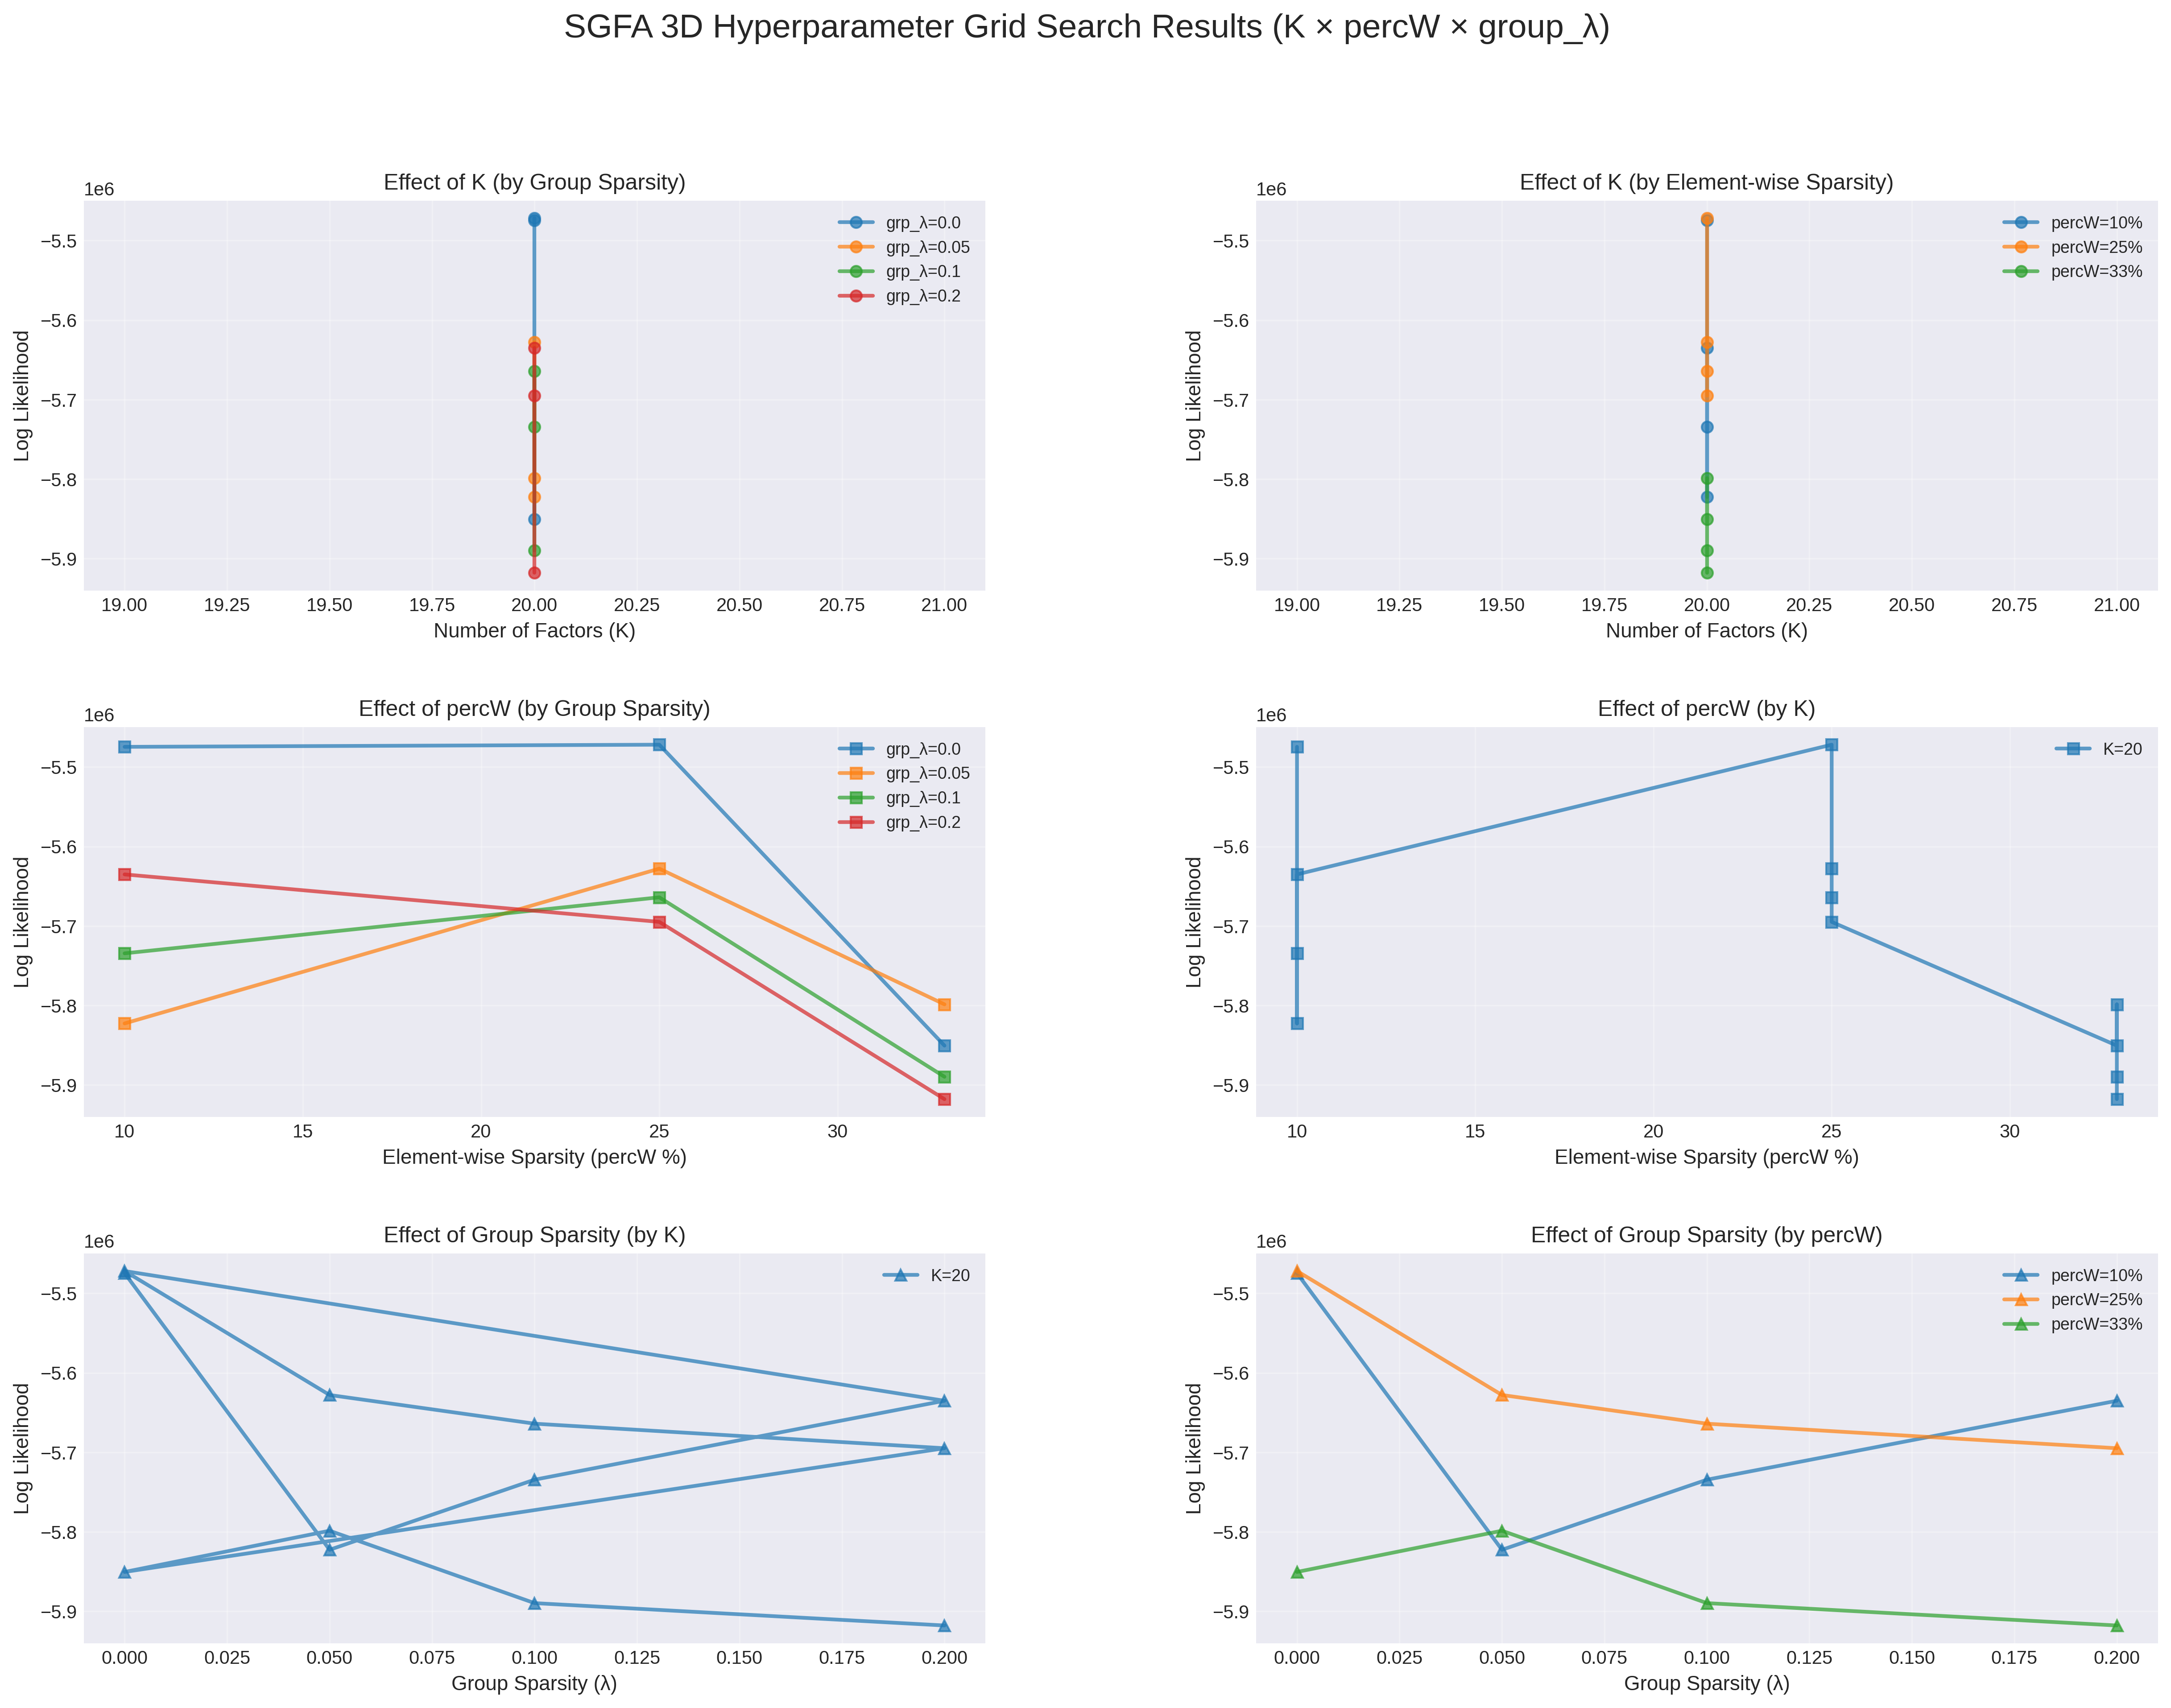 SGFA 3D Hyperparameter Grid Search Results (K × percW × group_λ)
Effect of K (by Group Sparsity)
1e6
−5.5
−5.6
−5.7
−5.8
−5.9
Log Likelihood
grp_λ=0.0
grp_λ=0.05
grp_λ=0.1
grp_λ=0.2
19.00 19.25 19.50 19.75 20.00 20.25 20.50 20.75 21.00
Number of Factors (K)
Effect of K (by Element-wise Sparsity)
1e6
−5.5
−5.6
−5.7
−5.8
−5.9
Log Likelihood
percW=10%
percW=25%
percW=33%
19.00 19.25 19.50 19.75 20.00 20.25 20.50 20.75 21.00
Number of Factors (K)
Effect of percW (by Group Sparsity)
1e6
−5.5
−5.6
−5.7
−5.8
−5.9
Log Likelihood
grp_λ=0.0
grp_λ=0.05
grp_λ=0.1
grp_λ=0.2
10 15 20 25 30
Element-wise Sparsity (percW %)
Effect of percW (by K)
1e6
−5.5
−5.6
−5.7
−5.8
−5.9
Log Likelihood
K=20
10 15 20 25 30
Element-wise Sparsity (percW %)
Effect of Group Sparsity (by K)
1e6
−5.5
−5.6
−5.7
−5.8
−5.9
Log Likelihood
K=20
0.000 0.025 0.050 0.075 0.100 0.125 0.150 0.175 0.200
Group Sparsity (λ)
Effect of Group Sparsity (by percW)
1e6
−5.5
−5.6
−5.7
−5.8
−5.9
Log Likelihood
percW=10%
percW=25%
percW=33%
0.000 0.025 0.050 0.075 0.100 0.125 0.150 0.175 0.200
Group Sparsity (λ)